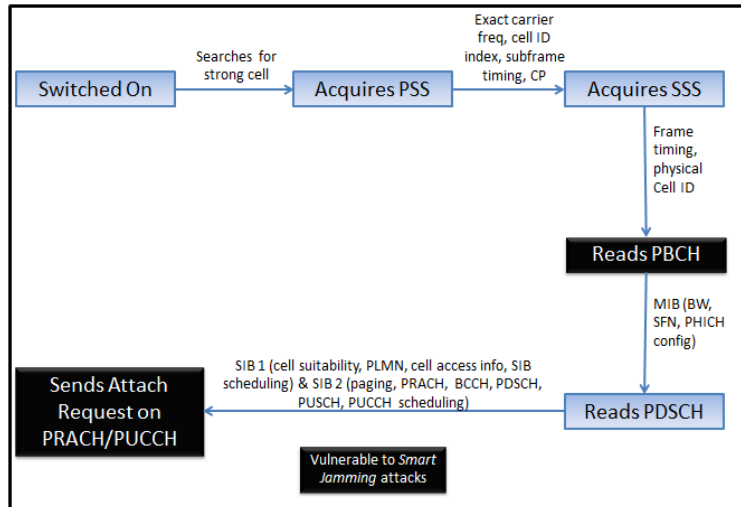 Switched On
Searches for
strong cell
Acquires PSS
Exact carrier
freq, cell ID
index, subframe
timing, CP
Acquires SSS
Frame
timing,
physical
Cell ID
Reads PBCH
MIB (BW,
SFN, PHICH
config)
Reads PDSCH
SIB 1 (cell suitability, PLMN, cell access info, SIB
scheduling) & SIB 2 (paging, PRACH, BCCH, PDSCH,
PUSCH, PUCCH scheduling)
Sends Attach
Request on
PRACH/PUCCH
Vulnerable to Smart
Jamming attacks